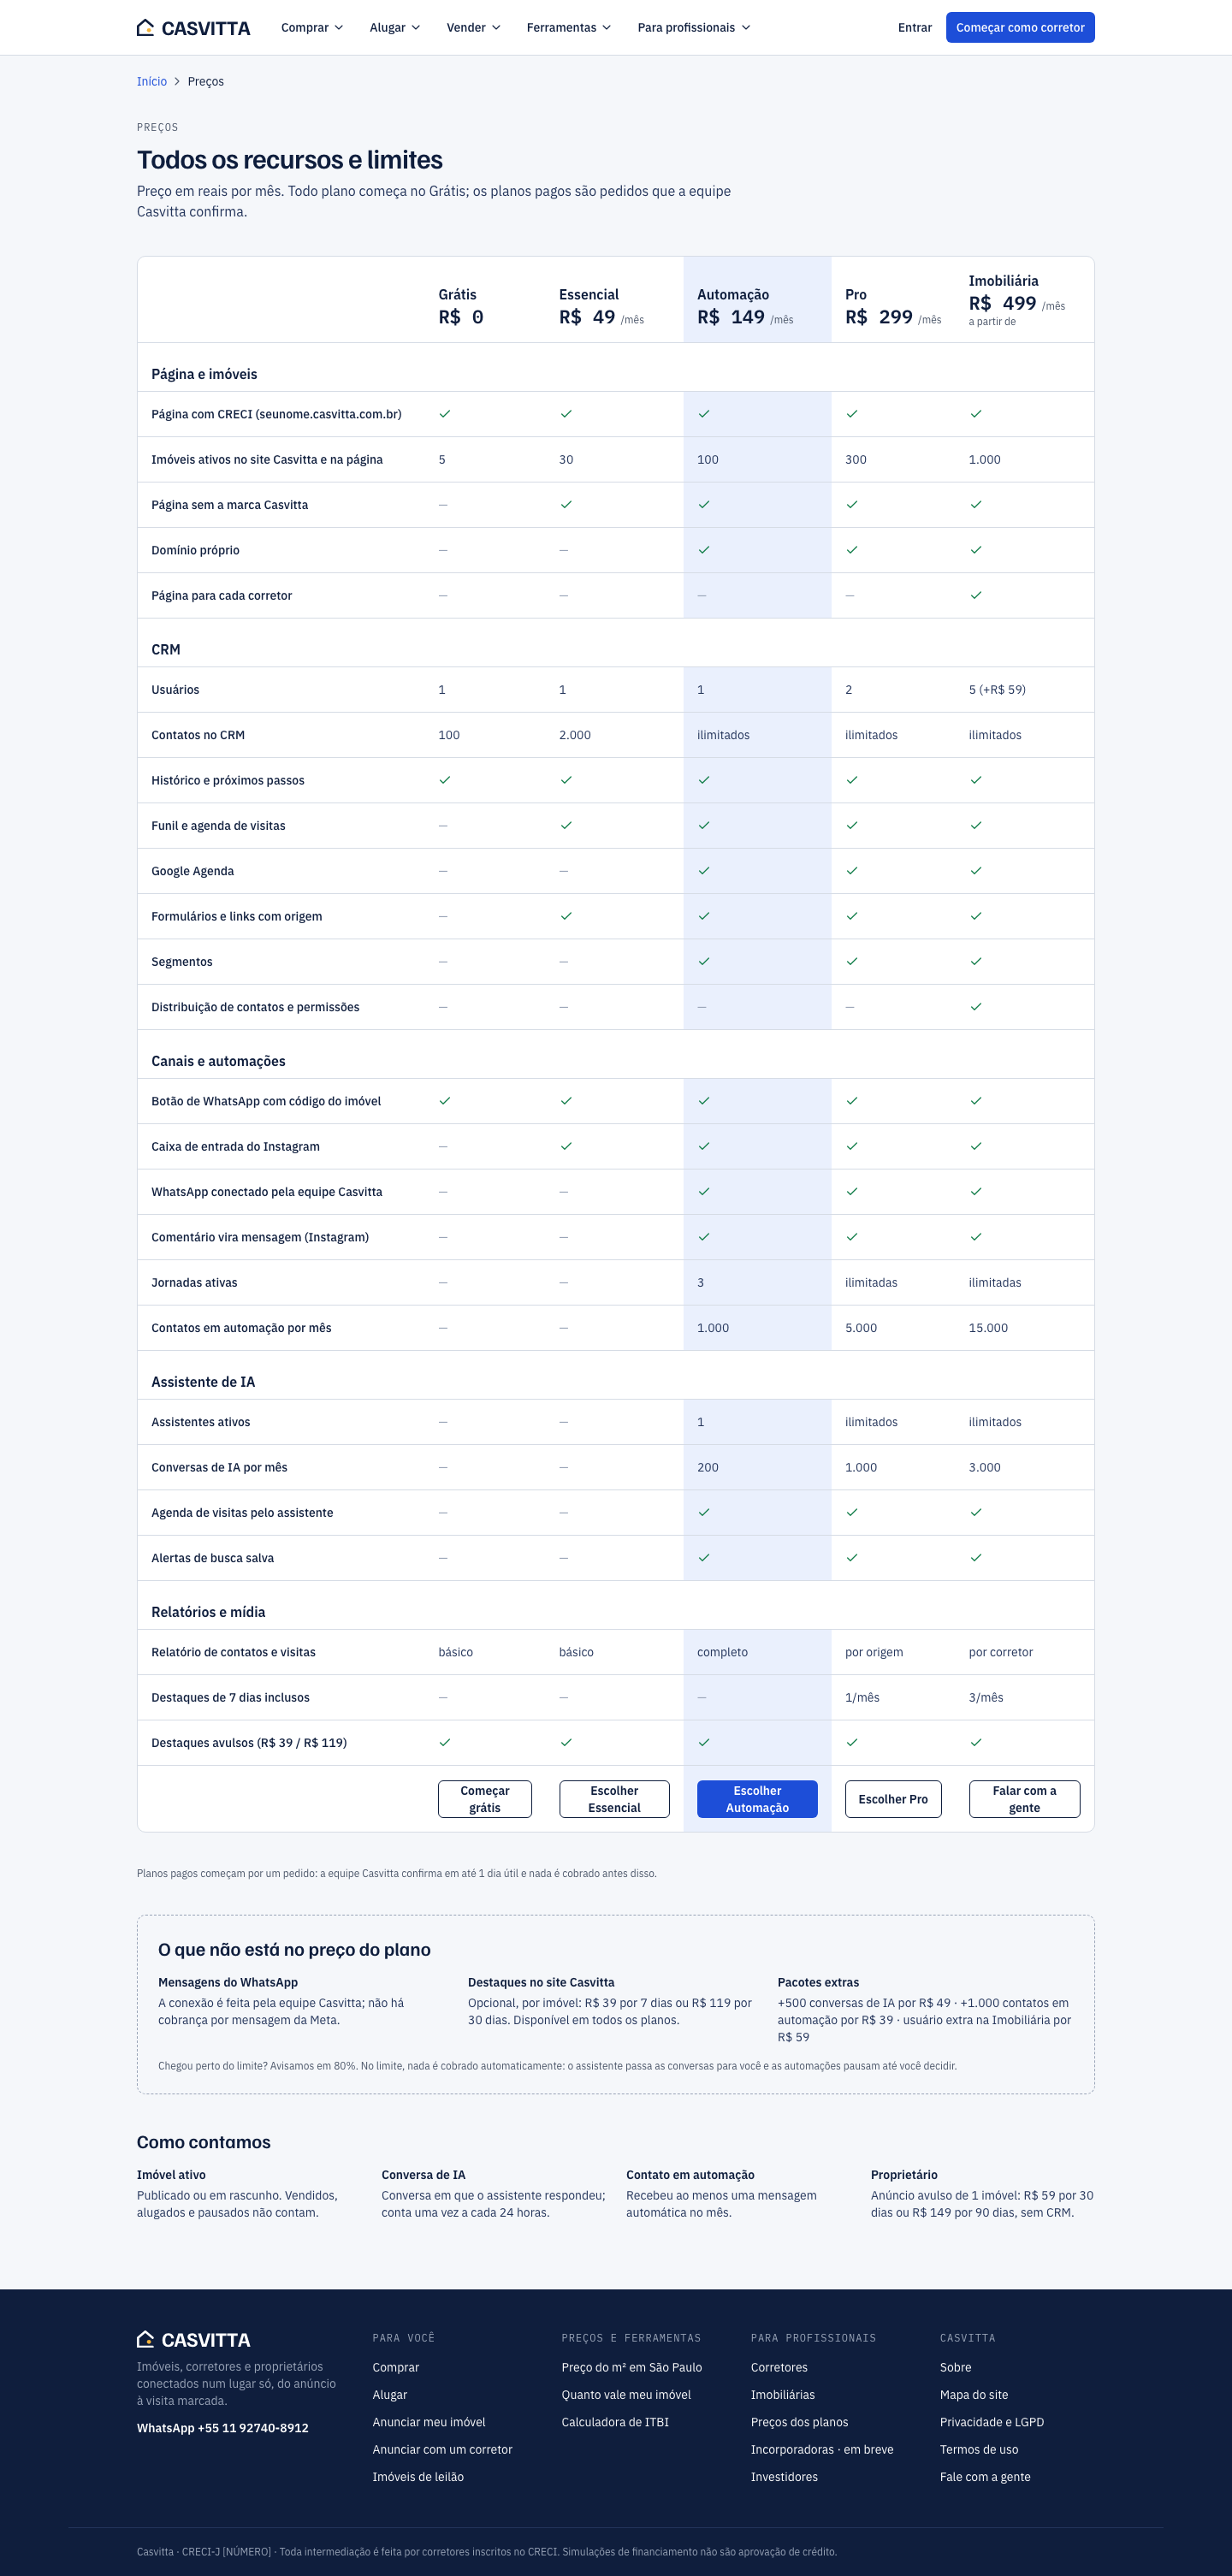 CASVITTA Comprar Alugar Vender Ferramentas Para profissionais Entrar Começar como corretor
Início Preços
PREÇOS
Todos os recursos e limites
Preço em reais por mês. Todo plano começa no Grátis; os planos pagos são pedidos que a equipe
Casvitta confirma.
Grátis Essencial Automação Pro Imobiliária
R$ 0 R$ 49 /mês R$ 149 /mês R$ 299 /mês R$ 499 /mês
a partir de
Página e imóveis
Página com CRECI (seunome.casvitta.com.br)
Imóveis ativos no site Casvitta e na página 5 30 100 300 1.000
Página sem a marca Casvitta —
Domínio próprio — —
Página para cada corretor — — — —
CRM
Usuários 1 1 1 2 5 (+R$ 59)
Contatos no CRM 100 2.000 ilimitados ilimitados ilimitados
Histórico e próximos passos
Funil e agenda de visitas —
Google Agenda — —
Formulários e links com origem —
Segmentos — —
Distribuição de contatos e permissões — — — —
Canais e automações
Botão de WhatsApp com código do imóvel
Caixa de entrada do Instagram —
WhatsApp conectado pela equipe Casvitta — —
Comentário vira mensagem (Instagram) — —
Jornadas ativas — — 3 ilimitadas ilimitadas
Contatos em automação por mês — — 1.000 5.000 15.000
Assistente de IA
Assistentes ativos — — 1 ilimitados ilimitados
Conversas de IA por mês — — 200 1.000 3.000
Agenda de visitas pelo assistente — —
Alertas de busca salva — —
Relatórios e mídia
Relatório de contatos e visitas básico básico completo por origem por corretor
Destaques de 7 dias inclusos — — — 1/mês 3/mês
Destaques avulsos (R$ 39 / R$ 119)
Começar grátis
Escolher Essencial
Escolher Automação
Escolher Pro
Falar com a gente
Planos pagos começam por um pedido: a equipe Casvitta confirma em até 1 dia útil e nada é cobrado antes disso.
O que não está no preço do plano
Mensagens do WhatsApp
A conexão é feita pela equipe Casvitta; não há
cobrança por mensagem da Meta.
Destaques no site Casvitta
Opcional, por imóvel: R$ 39 por 7 dias ou R$ 119 por
30 dias. Disponível em todos os planos.
Pacotes extras
+500 conversas de IA por R$ 49 · +1.000 contatos em
automação por R$ 39 · usuário extra na Imobiliária por
R$ 59
Chegou perto do limite? Avisamos em 80%. No limite, nada é cobrado automaticamente: o assistente passa as conversas para você e as automações pausam até você decidir.
Como contamos
Imóvel ativo
Publicado ou em rascunho. Vendidos,
alugados e pausados não contam.
Conversa de IA
Conversa em que o assistente respondeu;
conta uma vez a cada 24 horas.
Contato em automação
Recebeu ao menos uma mensagem
automática no mês.
Proprietário
Anúncio avulso de 1 imóvel: R$ 59 por 30
dias ou R$ 149 por 90 dias, sem CRM.
CASVITTA
Imóveis, corretores e proprietários
conectados num lugar só, do anúncio
à visita marcada.
WhatsApp +55 11 92740-8912
PARA VOCÊ
Comprar
Alugar
Anunciar meu imóvel
Anunciar com um corretor
Imóveis de leilão
PREÇOS E FERRAMENTAS
Preço do m² em São Paulo
Quanto vale meu imóvel
Calculadora de ITBI
PARA PROFISSIONAIS
Corretores
Imobiliárias
Preços dos planos
Incorporadoras · em breve
Investidores
CASVITTA
Sobre
Mapa do site
Privacidade e LGPD
Termos de uso
Fale com a gente
Casvitta · CRECI-J [NÚMERO] · Toda intermediação é feita por corretores inscritos no CRECI. Simulações de financiamento não são aprovação de crédito.